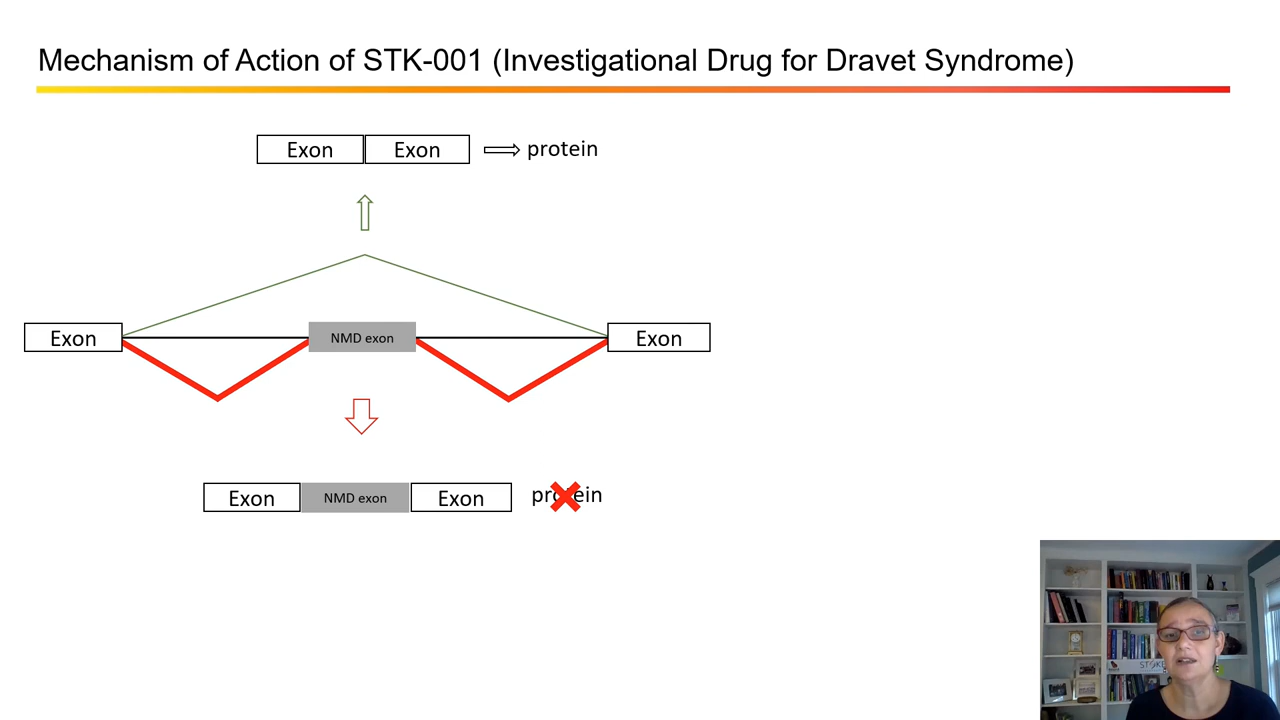 Mechanism of Action of STK-001 (Investigational Drug for Dravet Syndrome)
Exon Exon protein
Exon NMD exon Exon
Exon NMD exon Exon protein
STOKE